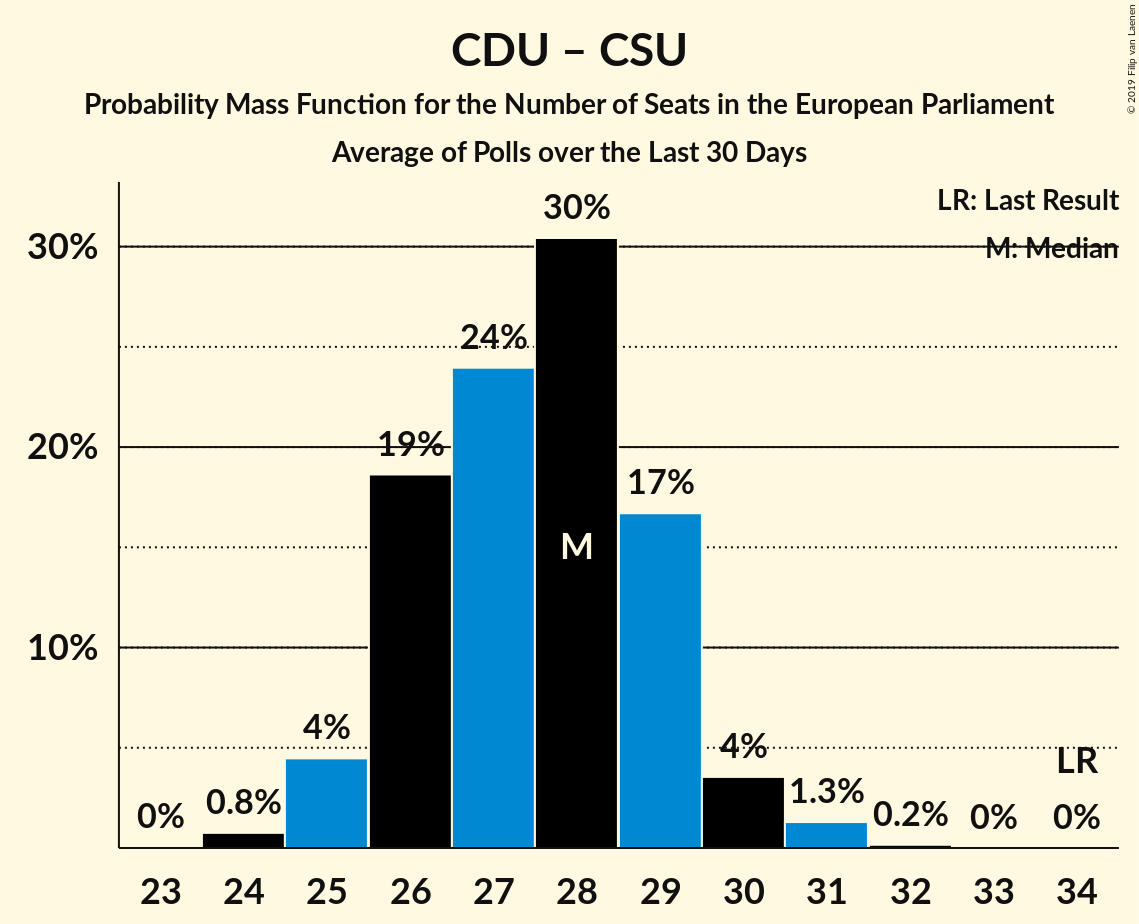 © 2019 Filip van Laenen
CDU – CSU
Probability Mass Function for the Number of Seats in the European Parliament
Average of Polls over the Last 30 Days
LR: Last Result
M: Median
30%
20%
10%
0%
0.8%
4%
19%
24%
30%
M
17%
4%
1.3%
0.2%
0%
LR
0%
23 24 25 26 27 28 29 30 31 32 33 34